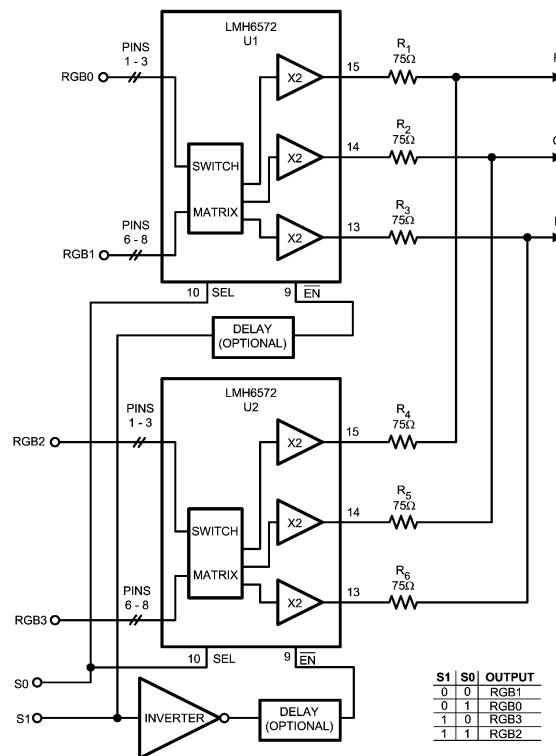 LMH6572
U1
PINS
1 - 3
RGB0
X2
15
R1
75Ω
SWITCH
MATRIX
X2
14
R2
75Ω
PINS
6 - 8
RGB1
X2
13
R3
75Ω
10 SEL
9 EN
DELAY
(OPTIONAL)
LMH6572
U2
PINS
1 - 3
RGB2
X2
15
R4
75Ω
SWITCH
MATRIX
X2
14
R5
75Ω
PINS
6 - 8
RGB3
X2
13
R6
75Ω
10 SEL
9 EN
S0
S1
INVERTER
DELAY
(OPTIONAL)
S1 S0 OUTPUT
0 0 RGB1
0 1 RGB0
1 0 RGB3
1 1 RGB2